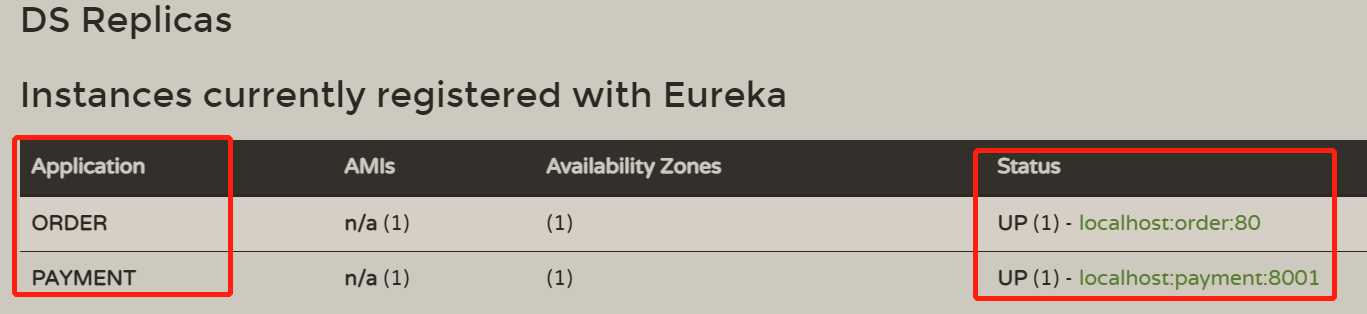 DS Replicas
Instances currently registered with Eureka
Application AMIs Availability Zones Status
ORDER n/a (1) (1) UP (1) - localhost:order:80
PAYMENT n/a (1) (1) UP (1) - localhost:payment:8001